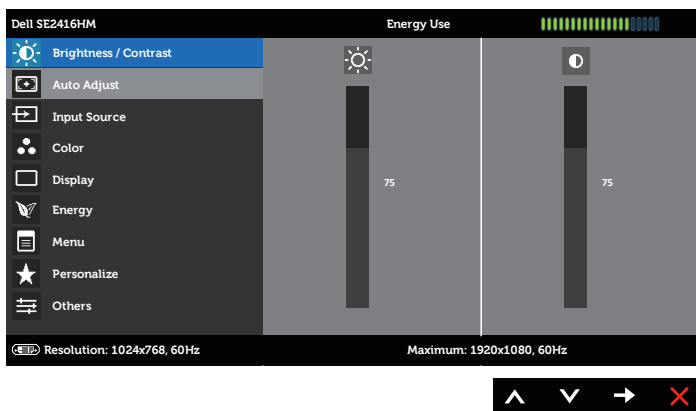 Dell SE2416HM Energy Use
Brightness / Contrast
Auto Adjust
Input Source
Color
Display 75 75
Energy
Menu
Personalize
Others
Resolution: 1024x768, 60Hz Maximum: 1920x1080, 60Hz